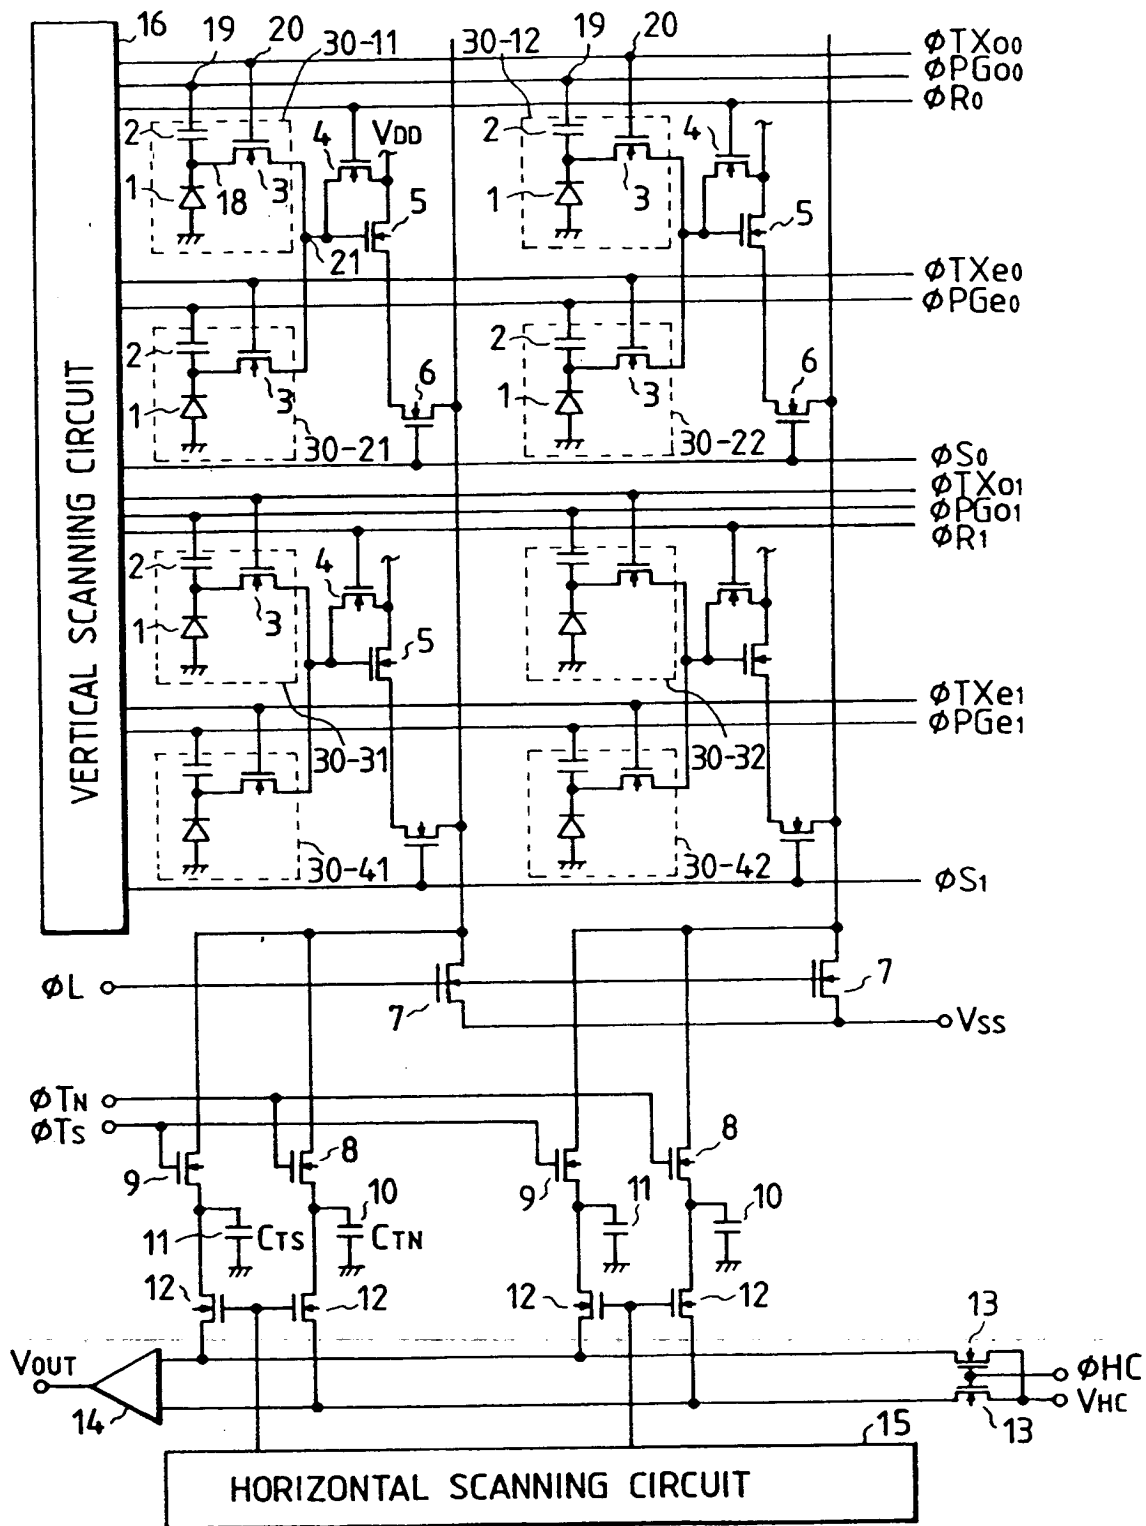 16
19
20
30-11
30-12
19
20
ΦTXo0
ΦPGo0
ΦR0
2
4
VDD
2
4
1
18
3
5
1
3
5
21
ΦTXe0
ΦPGe0
2
3
6
2
3
6
1
30-21
1
30-22
ΦS0
ΦTXo1
ΦPGo1
ΦR1
2
4
1
3
5
ΦTXe1
ΦPGe1
30-31
30-32
30-41
30-42
ΦS1
VERTICAL SCANNING CIRCUIT
ΦL
7
7
VSS
ΦTN
ΦTS
9
8
9
8
11
CTS
10
CTN
11
10
12
12
12
12
13
VOUT
14
ΦHC
VHC
13
15
HORIZONTAL SCANNING CIRCUIT